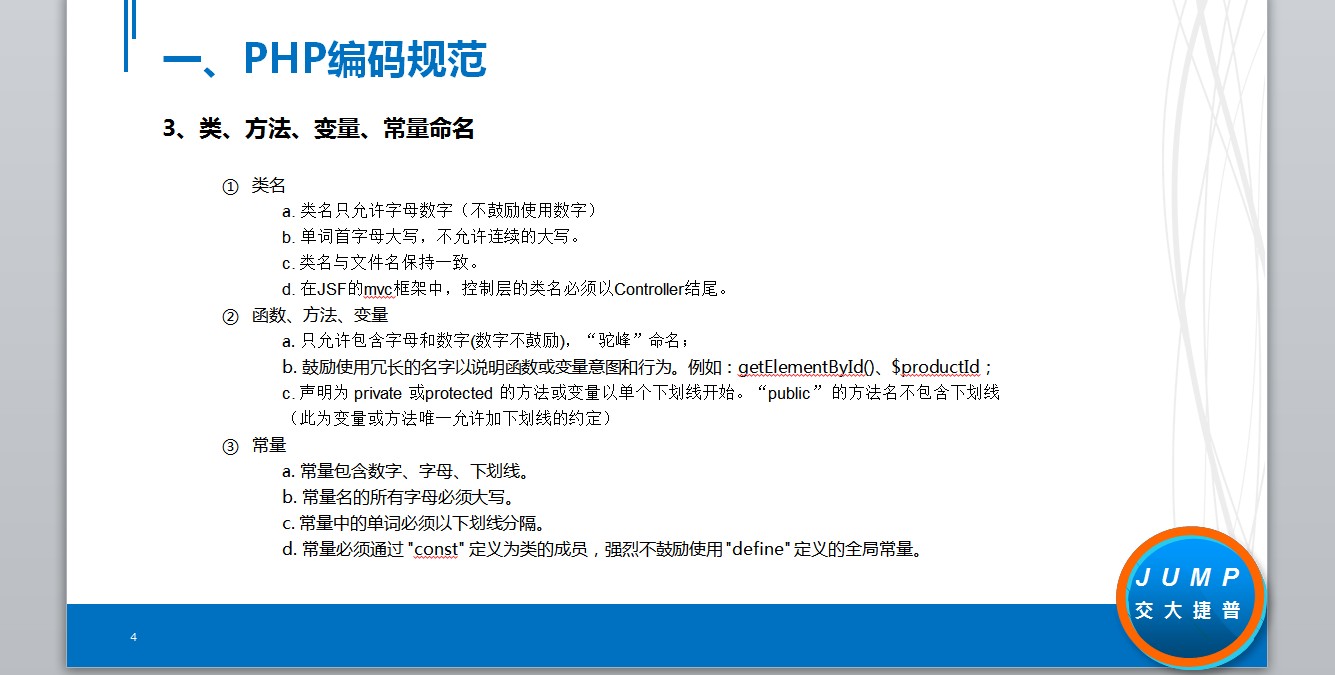 一、PHP编码规范
3、类、方法、变量、常量命名
① 类名
a. 类名只允许字母数字（不鼓励使用数字）
b. 单词首字母大写，不允许连续的大写。
c. 类名与文件名保持一致。
d. 在JSF的mvc框架中，控制层的类名必须以Controller结尾。
② 函数、方法、变量
a. 只允许包含字母和数字(数字不鼓励)，“驼峰”命名；
b. 鼓励使用冗长的名字以说明函数或变量意图和行为。例如：getElementById()、$productId；
c. 声明为 private 或protected 的方法或变量以单个下划线开始。“public”的方法名不包含下划线
（此为变量或方法唯一允许加下划线的约定）
③ 常量
a. 常量包含数字、字母、下划线。
b. 常量名的所有字母必须大写。
c. 常量中的单词必须以下划线分隔。
d. 常量必须通过 "const" 定义为类的成员，强烈不鼓励使用 "define" 定义的全局常量。
JUMP
交大捷普
4